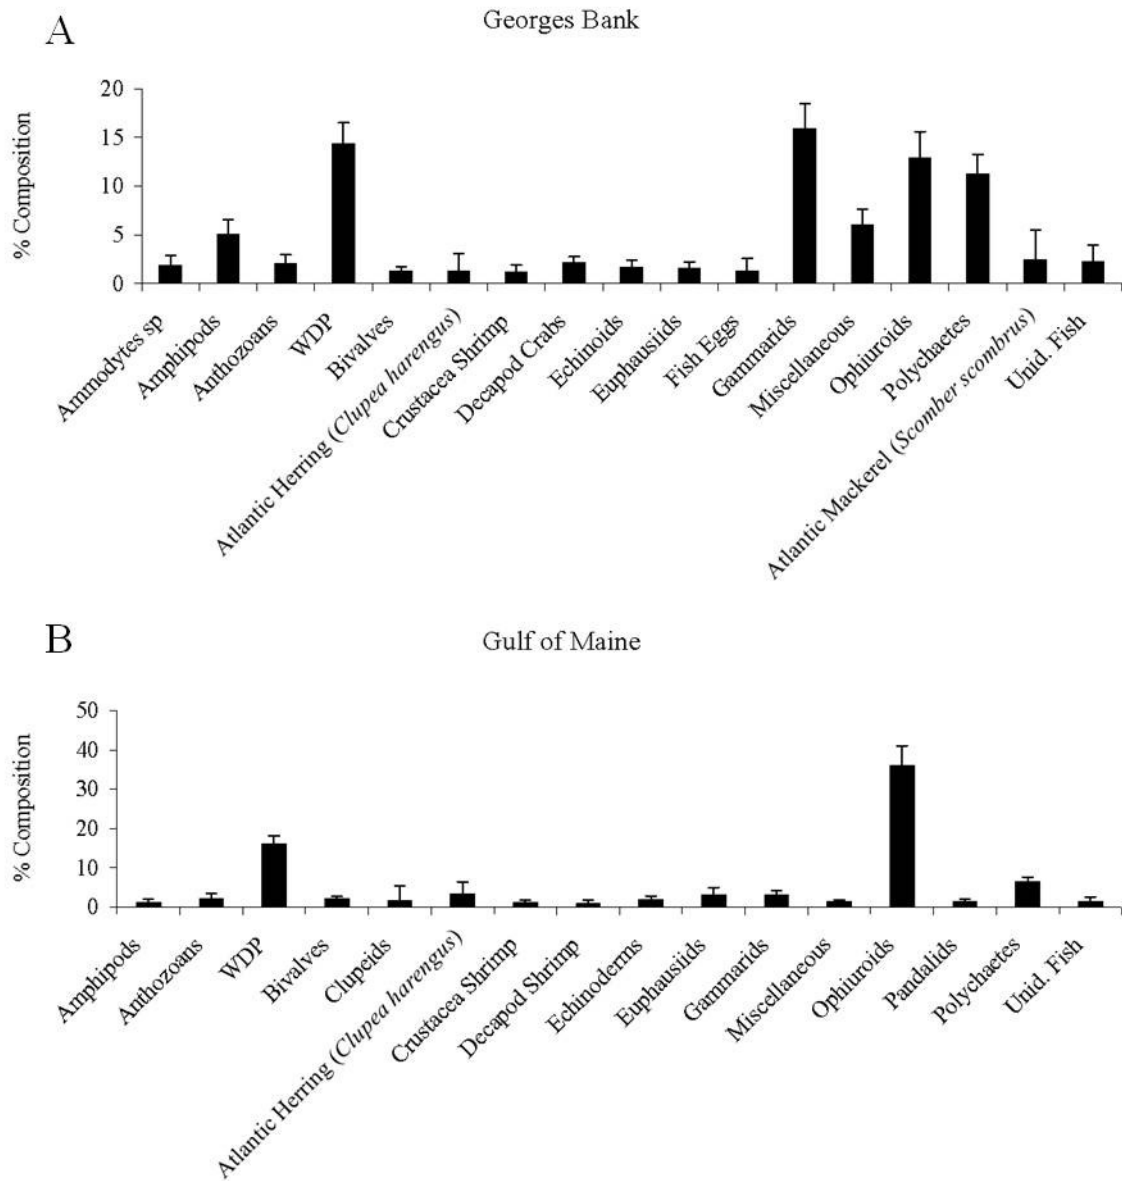 A
Georges Bank
% Composition
20
15
10
5
0
Ammodytes sp
Amphipods
Anthozoans
WDP
Bivalves
Atlantic Herring (Clupea harengus)
Crustacea Shrimp
Decapod Crabs
Echinoids
Euphausiids
Fish Eggs
Gammarids
Miscellaneous
Ophiuroids
Polychaetes
Atlantic Mackerel (Scomber scombrus)
Unid. Fish
B
Gulf of Maine
% Composition
50
40
30
20
10
0
Amphipods
Anthozoans
WDP
Bivalves
Clupeids
Atlantic Herring (Clupea harengus)
Crustacea Shrimp
Decapod Shrimp
Echinoderms
Euphausiids
Gammarids
Miscellaneous
Ophiuroids
Pandalids
Polychaetes
Unid. Fish